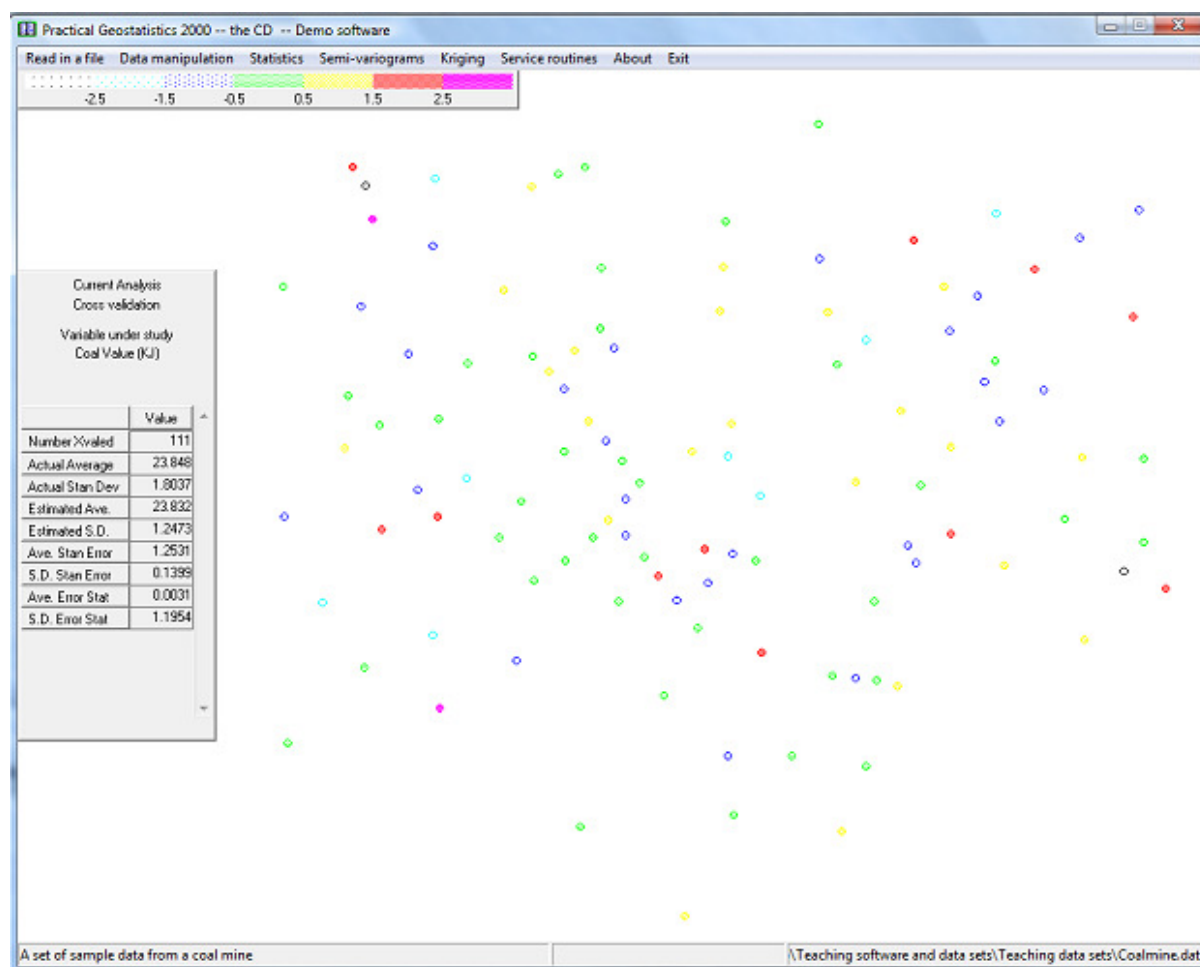 Practical Geostatistics 2000 -- the CD -- Demo software
Read in a file Data manipulation Statistics Semi-variograms Kriging Service routines About Exit
-2.5 -1.5 -0.5 0.5 1.5 2.5
Current Analysis
Cross validation
Variable under study
Coal Value (KJ)
Value
Number Xvaled 111
Actual Average 23.848
Actual Stan Dev 1.8037
Estimated Ave. 23.832
Estimated S.D. 1.2473
Ave. Stan Error 1.2531
S.D. Stan Error 0.1399
Ave. Error Stat 0.0031
S.D. Error Stat 1.1954
A set of sample data from a coal mine
\Teaching software and data sets\Teaching data sets\Coalmine.dat